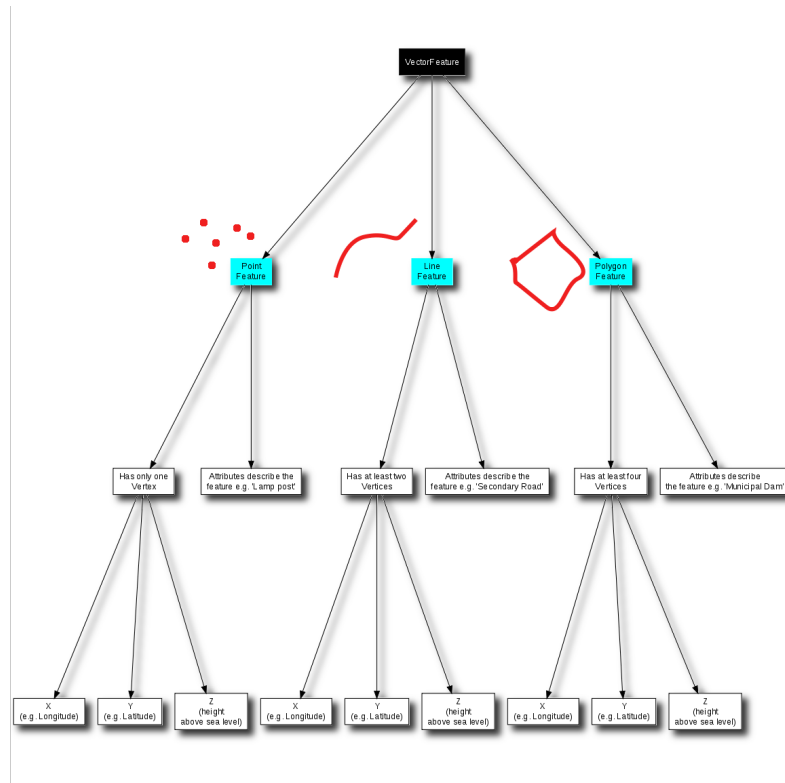 VectorFeature
Point
Feature
Line
Feature
Polygon
Feature
Has only one
Vertex
Attributes describe the
feature e.g. 'Lamp post'
Has at least two
Vertices
Attributes describe the
feature e.g. 'Secondary Road'
Has at least four
Vertices
Attributes describe
the feature e.g. 'Municipal Dam'
X
(e.g. Longitude)
Y
(e.g. Latitude)
Z
(height
above sea level)
X
(e.g. Longitude)
Y
(e.g. Latitude)
Z
(height
above sea level)
X
(e.g. Longitude)
Y
(e.g. Latitude)
Z
(height
above sea level)